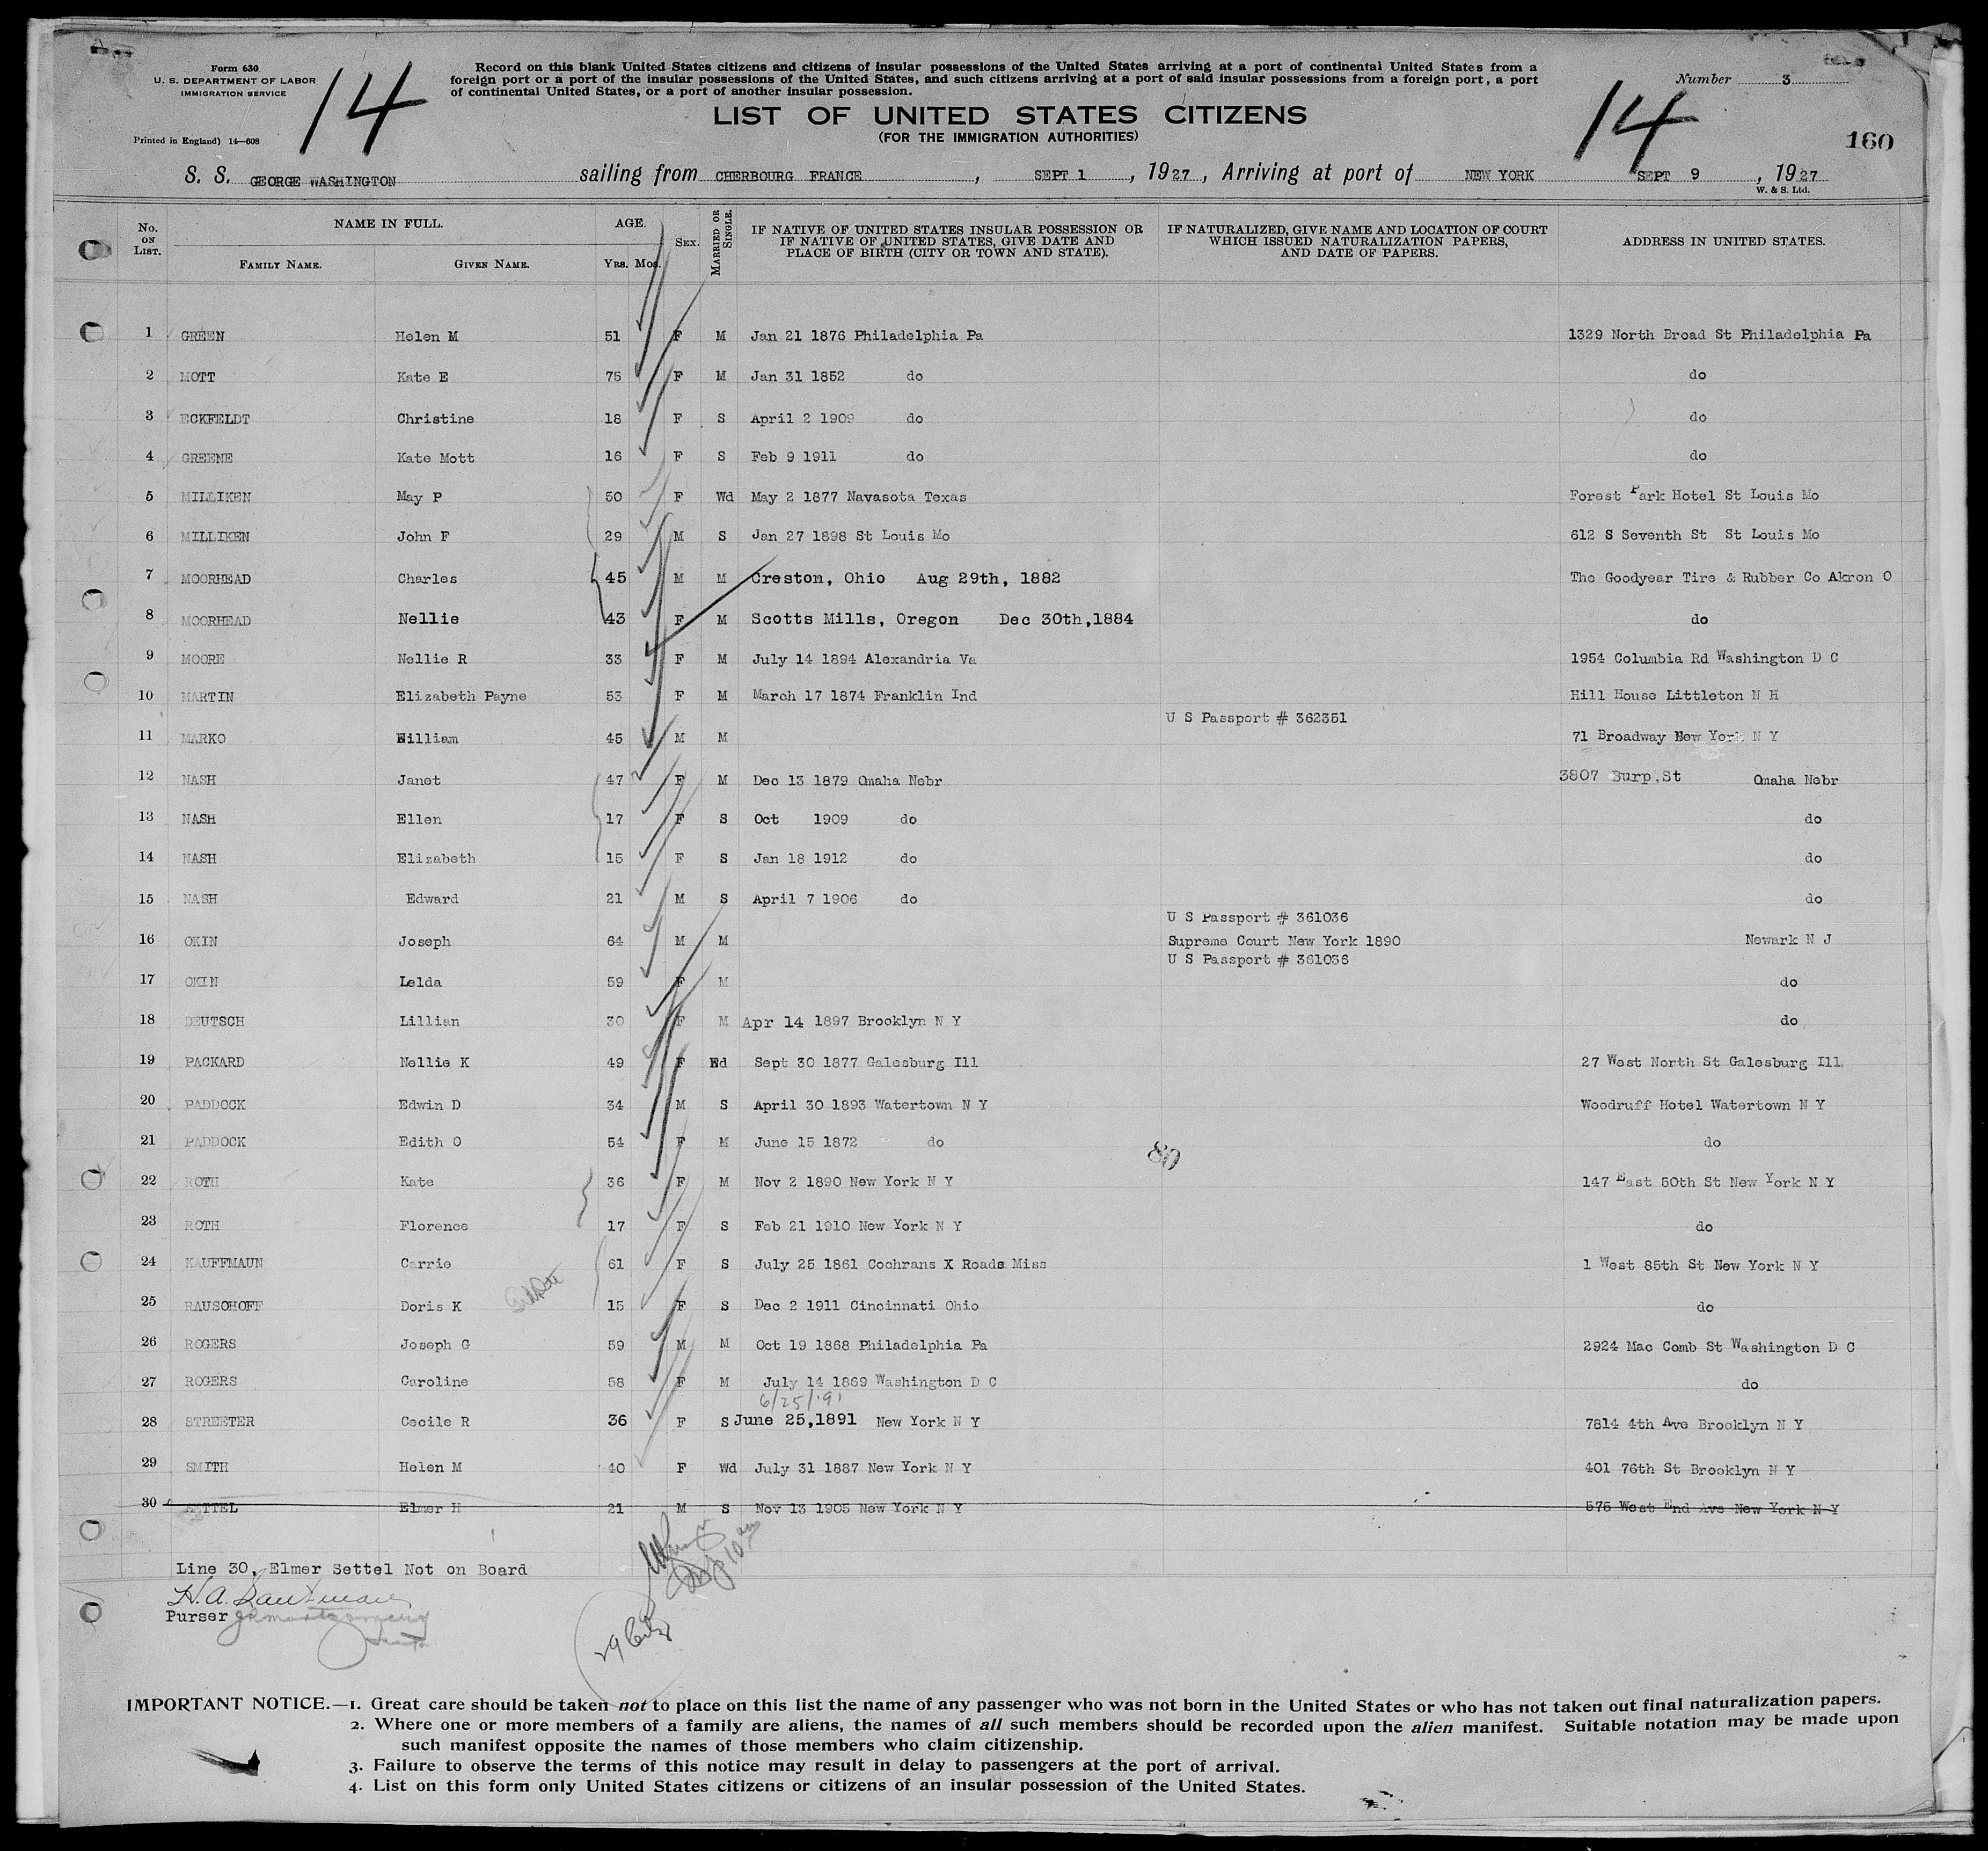 Form 630
U. S. DEPARTMENT OF LABOR
IMMIGRATION SERVICE
Printed in England) 14—608
14
Record on this blank United States citizens and citizens of insular possessions of the United States arriving at a port of continental United States from a
foreign port or a port of the insular possessions of the United States, and such citizens arriving at a port of said insular possessions from a foreign port, a port
of continental United States, or a port of another insular possession.
LIST OF UNITED STATES CITIZENS
(FOR THE IMMIGRATION AUTHORITIES)
Number 3
14
160
S. S. GEORGE WASHINGTON sailing from CHERBOURG FRANCE, SEPT 1, 1927, Arriving at port of NEW YORK SEPT 9, 1927
W. & S. Ltd.
No. ON LIST. NAME IN FULL. FAMILY NAME. GIVEN NAME. AGE. YRS. MOS. SEX. MARRIED OR SINGLE. IF NATIVE OF UNITED STATES INSULAR POSSESSION OR IF NATIVE OF UNITED STATES, GIVE DATE AND PLACE OF BIRTH (CITY OR TOWN AND STATE). IF NATURALIZED, GIVE NAME AND LOCATION OF COURT WHICH ISSUED NATURALIZATION PAPERS, AND DATE OF PAPERS. ADDRESS IN UNITED STATES.
1 GREEN Helen M 51 F M Jan 21 1876 Philadelphia Pa 1329 North Broad St Philadelphia Pa
2 MOTT Kate E 75 F M Jan 31 1852 do do
3 ECKFELDT Christine 18 F S April 2 1909 do do
4 GREENE Kate Mott 16 F S Feb 9 1911 do do
5 MILLIKEN May P 50 F Wd May 2 1877 Navasota Texas Forest Park Hotel St Louis Mo
6 MILLIKEN John F 29 M S Jan 27 1898 St Louis Mo 612 S Seventh St St Louis Mo
7 MOORHEAD Charles 45 M M Creston, Ohio Aug 29th, 1882 The Goodyear Tire & Rubber Co Akron O
8 MOORHEAD Nellie 43 F M Scotts Mills, Oregon Dec 30th,1884 do
9 MOORE Nellie R 33 F M July 14 1894 Alexandria Va 1954 Columbia Rd Washington D C
10 MARTIN Elizabeth Payne 53 F M March 17 1874 Franklin Ind Hill House Littleton N H
U S Passport # 362351
11 MARKO William 45 M M 71 Broadway New York N Y
12 NASH Janet 47 F M Dec 13 1879 Omaha Nebr 3807 Burp.St Omaha Nebr
13 NASH Ellen 17 F S Oct 1909 do do
14 NASH Elizabeth 15 F S Jan 18 1912 do do
15 NASH Edward 21 M S April 7 1906 do do
U S Passport # 361036
16 OKIN Joseph 64 M M Supreme Court New York 1890 Newark N J
U S Passport # 361036
17 OKIN Lelda 59 F M do
18 DEUTSCH Lillian 30 F M Apr 14 1897 Brooklyn N Y do
19 PACKARD Nellie K 49 F Wd Sept 30 1877 Galesburg Ill 27 West North St Galesburg Ill
20 PADDOCK Edwin D 34 M S April 30 1893 Watertown N Y Woodruff Hotel Watertown N Y
21 PADDOCK Edith O 54 F M June 15 1872 do do
22 ROTH Kate 36 F M Nov 2 1890 New York N Y 147 East 50th St New York N Y
23 ROTH Florence 17 F S Feb 21 1910 New York N Y do
24 KAUFFMAUN Carrie 61 F S July 25 1861 Cochrans X Roads Miss 1 West 85th St New York N Y
25 RAUSOHOFF Doris K 15 F S Dec 2 1911 Cincinnati Ohio do
26 ROGERS Joseph G 59 M M Oct 19 1868 Philadelphia Pa 2924 Mac Comb St Washington D C
27 ROGERS Caroline 58 F M July 14 1869 Washington D C do
6/25/'91
28 STREETER Cecile R 36 F S June 25,1891 New York N Y 7814 4th Ave Brooklyn N Y
29 SMITH Helen M 40 F Wd July 31 1887 New York N Y 401 76th St Brooklyn N Y
30 SETTEL Elmer H 21 M S Nov 13 1905 New York N Y 575 West End Ave New York N Y
Line 30, Elmer Settel Not on Board
H. A. Kaufman
Purser
IMPORTANT NOTICE.—1. Great care should be taken not to place on this list the name of any passenger who was not born in the United States or who has not taken out final naturalization papers.
2. Where one or more members of a family are aliens, the names of all such members should be recorded upon the alien manifest. Suitable notation may be made upon
such manifest opposite the names of those members who claim citizenship.
3. Failure to observe the terms of this notice may result in delay to passengers at the port of arrival.
4. List on this form only United States citizens or citizens of an insular possession of the United States.